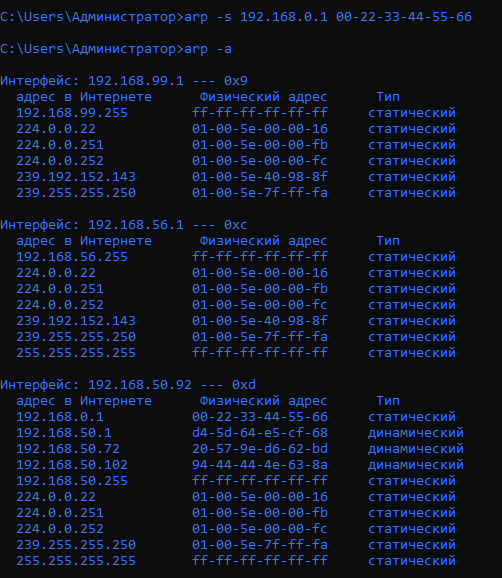 C:\Users\Администратор>arp -s 192.168.0.1 00-22-33-44-55-66
C:\Users\Администратор>arp -a
Интерфейс: 192.168.99.1 --- 0x9
адрес в Интернете Физический адрес Тип
192.168.99.255 ff-ff-ff-ff-ff-ff статический
224.0.0.22 01-00-5e-00-00-16 статический
224.0.0.251 01-00-5e-00-00-fb статический
224.0.0.252 01-00-5e-00-00-fc статический
239.192.152.143 01-00-5e-40-98-8f статический
239.255.255.250 01-00-5e-7f-ff-fa статический
Интерфейс: 192.168.56.1 --- 0xc
адрес в Интернете Физический адрес Тип
192.168.56.255 ff-ff-ff-ff-ff-ff статический
224.0.0.22 01-00-5e-00-00-16 статический
224.0.0.251 01-00-5e-00-00-fb статический
224.0.0.252 01-00-5e-00-00-fc статический
239.192.152.143 01-00-5e-40-98-8f статический
239.255.255.250 01-00-5e-7f-ff-fa статический
255.255.255.255 ff-ff-ff-ff-ff-ff статический
Интерфейс: 192.168.50.92 --- 0xd
адрес в Интернете Физический адрес Тип
192.168.0.1 00-22-33-44-55-66 статический
192.168.50.1 d4-5d-64-e5-cf-68 динамический
192.168.50.72 20-57-9e-d6-62-bd динамический
192.168.50.102 94-44-44-4e-63-8a динамический
192.168.50.255 ff-ff-ff-ff-ff-ff статический
224.0.0.22 01-00-5e-00-00-16 статический
224.0.0.251 01-00-5e-00-00-fb статический
224.0.0.252 01-00-5e-00-00-fc статический
239.255.255.250 01-00-5e-7f-ff-fa статический
255.255.255.255 ff-ff-ff-ff-ff-ff статический